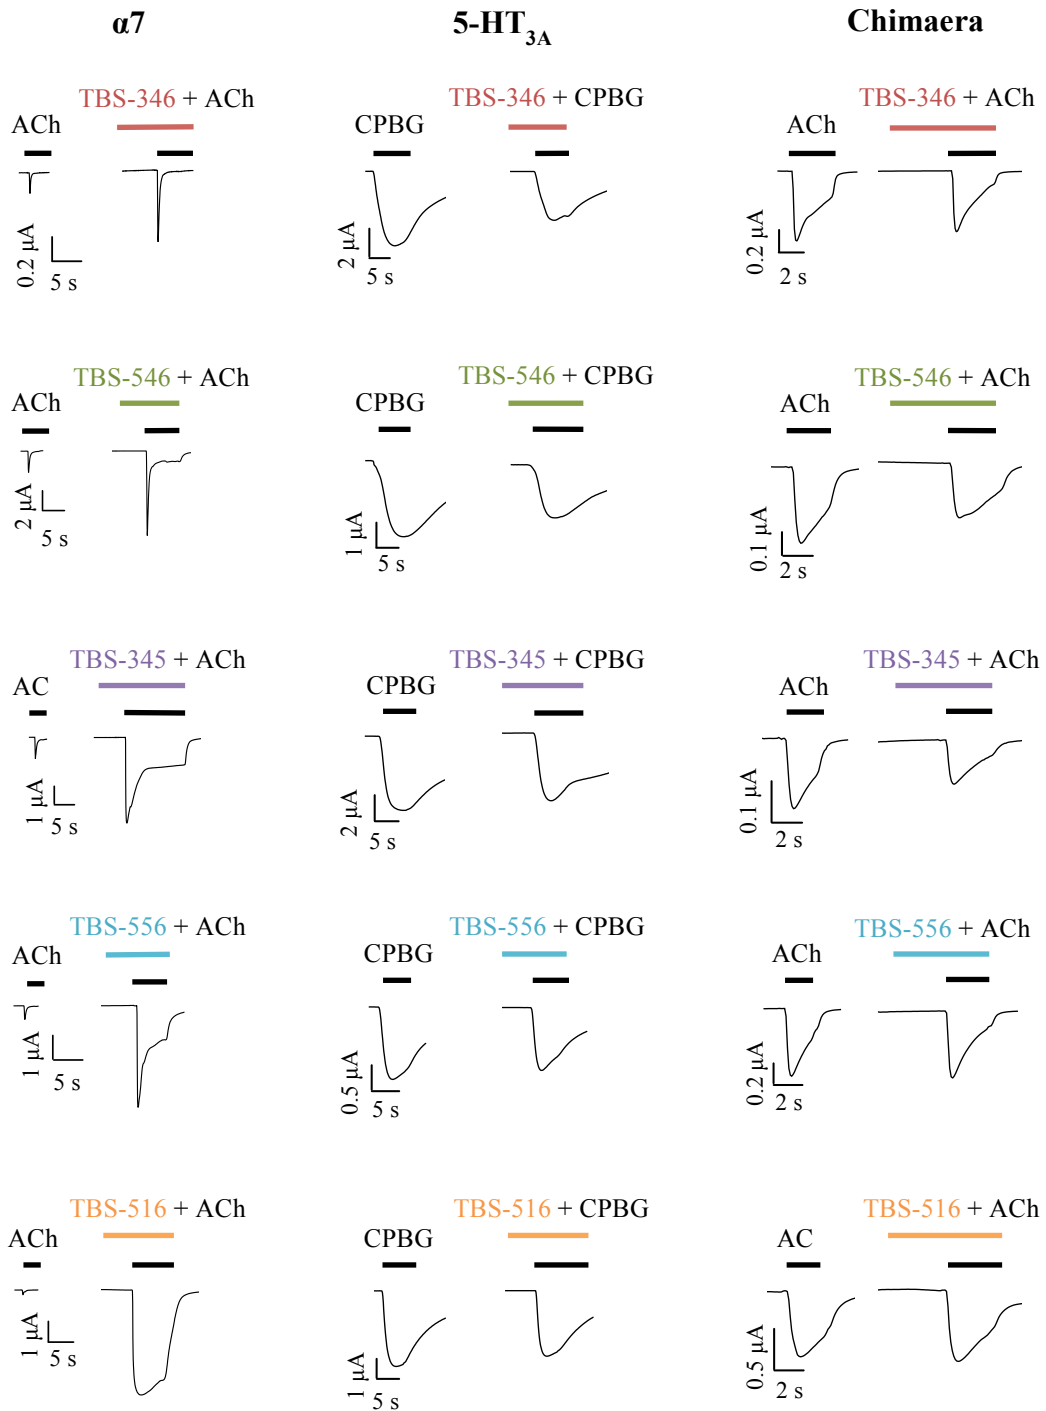 α7 5-HT3A Chimaera
TBS-346 + ACh TBS-346 + CPBG TBS-346 + ACh
ACh CPBG ACh
0.2 μA 5 s 2 μA 5 s 0.2 μA 2 s
TBS-546 + ACh TBS-546 + CPBG TBS-546 + ACh
ACh CPBG ACh
2 μA 5 s 1 μA 5 s 0.1 μA 2 s
TBS-345 + ACh TBS-345 + CPBG TBS-345 + ACh
AC CPBG ACh
1 μA 5 s 2 μA 5 s 0.1 μA 2 s
TBS-556 + ACh TBS-556 + CPBG TBS-556 + ACh
ACh CPBG ACh
1 μA 5 s 0.5 μA 5 s 0.2 μA 2 s
TBS-516 + ACh TBS-516 + CPBG TBS-516 + ACh
ACh CPBG AC
1 μA 5 s 1 μA 5 s 0.5 μA 2 s